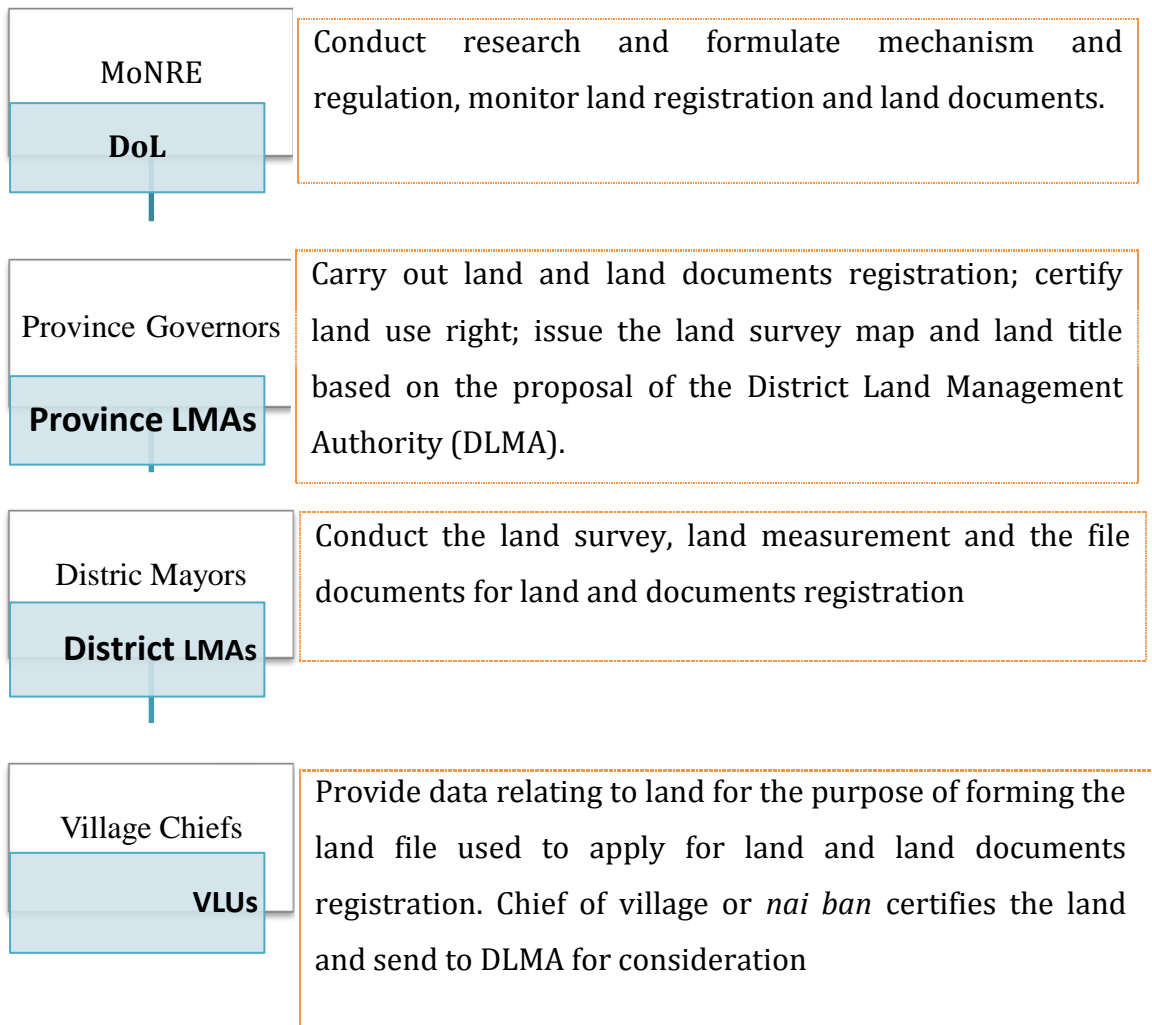 MoNRE
DoL
Conduct research and formulate mechanism and
regulation, monitor land registration and land documents.
Province Governors
Province LMAs
Carry out land and land documents registration; certify
land use right; issue the land survey map and land title
based on the proposal of the District Land Management
Authority (DLMA).
Distric Mayors
District LMAs
Conduct the land survey, land measurement and the file
documents for land and documents registration
Village Chiefs
VLUs
Provide data relating to land for the purpose of forming the
land file used to apply for land and land documents
registration. Chief of village or nai ban certifies the land
and send to DLMA for consideration